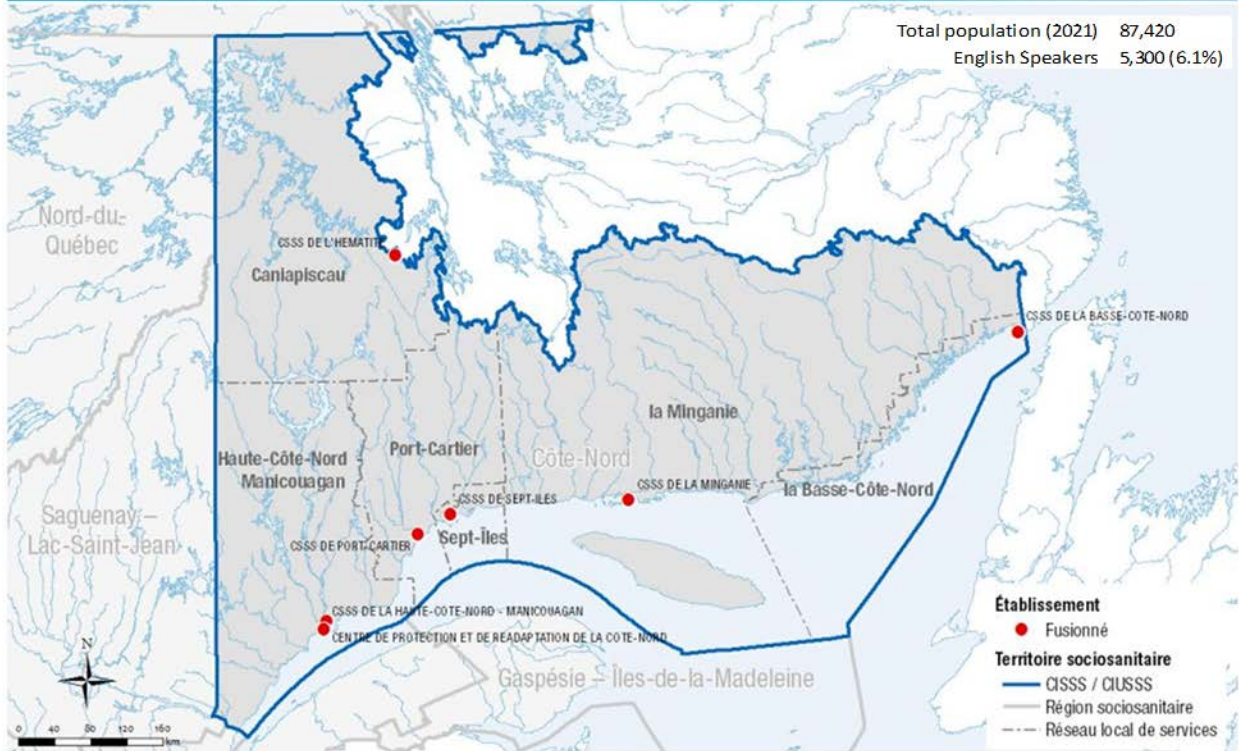 Total population (2021) 87,420
English Speakers 5,300 (6.1%)
Nord-du-
Québec
CSSS DE L'HEMATITE
Caniapiscau
CSSS DE LA BASSE-COTE-NORD
la Minganie
Haute-Côte-Nord
Manicouagan
Port-Cartier
Côte-Nord
CSSS DE SEPT-ILES
CSSS DE LA MINGANIE
la Basse-Côte-Nord
Saguenay –
Lac-Saint-Jean
CSSS DE PORT-CARTIER
Sept-Îles
CSSS DE LA HAUTE-COTE-NORD - MANICOUAGAN
CENTRE DE PROTECTION ET DE READAPTATION DE LA COTE-NORD
Gaspésie – Îles-de-la-Madeleine
N
0 40 80 120 160
km
Établissement
Fusionné
Territoire sociosanitaire
CISSS / CIUSSS
Région sociosanitaire
Réseau local de services